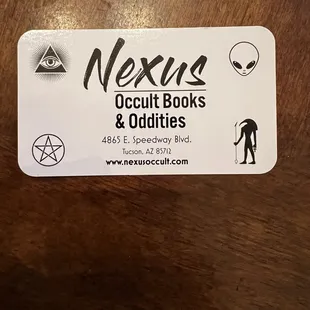 Nexus
Occult Books
& Oddities
4865 E. Speedway Blvd.
Tucson, AZ 85712
www.nexusoccult.com